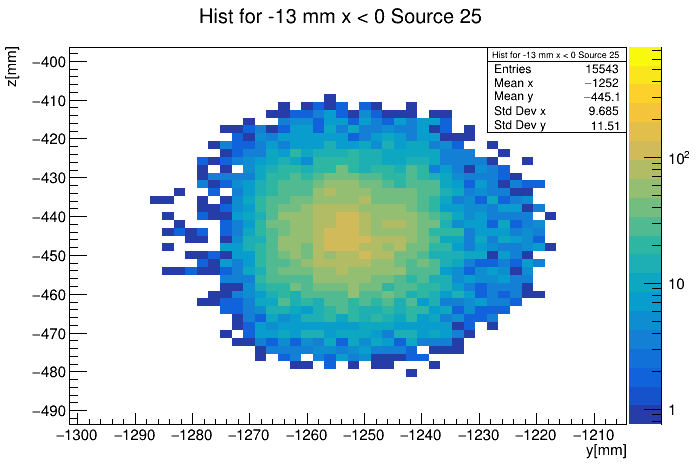 Hist for -13 mm x < 0 Source 25
z[mm]
Hist for -13 mm x < 0 Source 25
Entries 15543
Mean x −1252
Mean y −445.1
Std Dev x 9.685
Std Dev y 11.51
−400
−410
−420
−430
−440
−450
−460
−470
−480
−490
10²
10
1
−1300 −1290 −1280 −1270 −1260 −1250 −1240 −1230 −1220 −1210
y[mm]